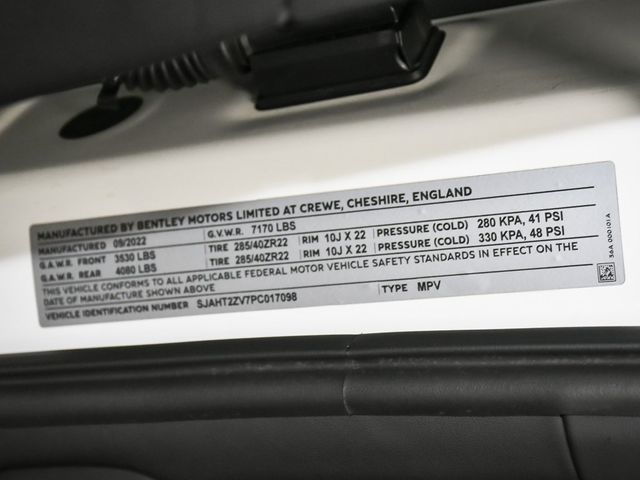 MANUFACTURED BY BENTLEY MOTORS LIMITED AT CREWE, CHESHIRE, ENGLAND
MANUFACTURED 09/2022 G.V.W.R. 7170 LBS
G.A.W.R. FRONT 3530 LBS TIRE 285/40ZR22 RIM 10J X 22 PRESSURE (COLD) 280 KPA, 41 PSI
G.A.W.R. REAR 4080 LBS TIRE 285/40ZR22 RIM 10J X 22 PRESSURE (COLD) 330 KPA, 48 PSI
THIS VEHICLE CONFORMS TO ALL APPLICABLE FEDERAL MOTOR VEHICLE SAFETY STANDARDS IN EFFECT ON THE
DATE OF MANUFACTURE SHOWN ABOVE
VEHICLE IDENTIFICATION NUMBER SJAHT2ZV7PC017098 TYPE MPV
36A 000101 A